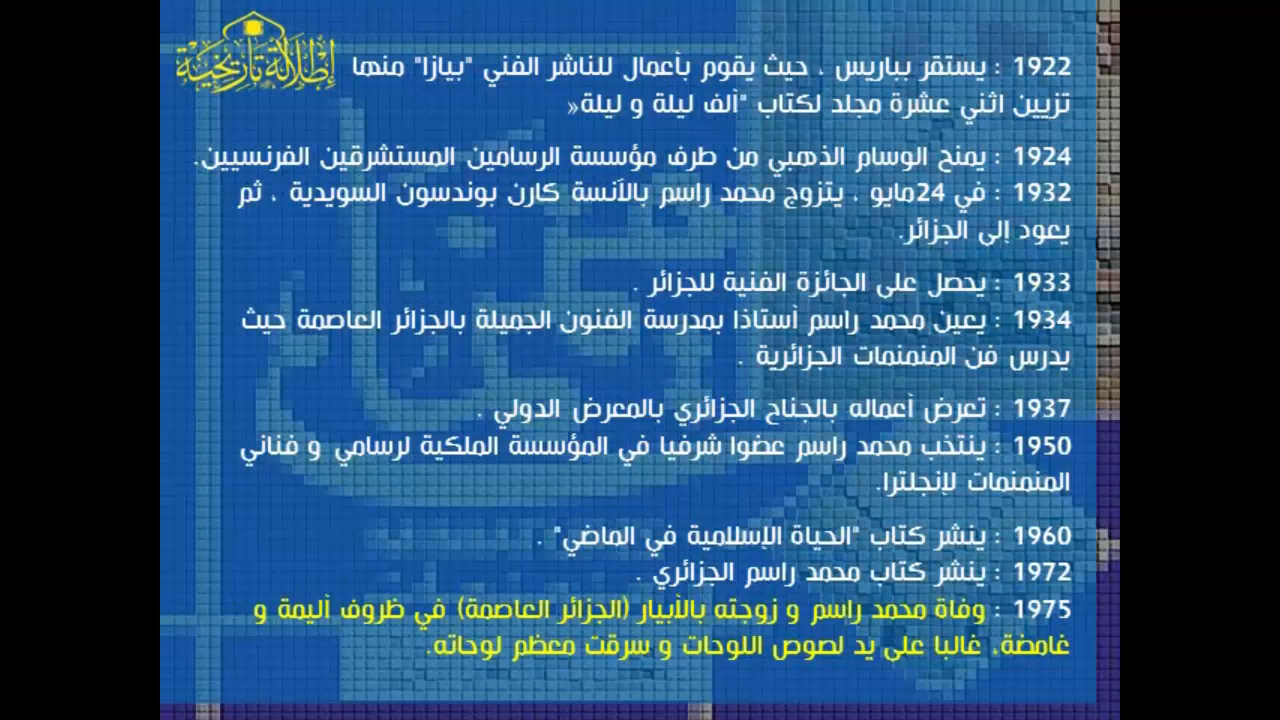 إطلالة تاريخية
1922 : يستقر بباريس ، حيث يقوم بأعمال للناشر الفني "بيازا" منها
تزيين اثني عشرة مجلد لكتاب "ألف ليلة و ليلة»
1924 : يمنح الوسام الذهبي من طرف مؤسسة الرسامين المستشرقين الفرنسيين.
1932 : في 24مايو ، يتزوج محمد راسم بالآنسة كارن بوندسون السويدية ، ثم
يعود إلى الجزائر.
1933 : يحصل على الجائزة الفنية للجزائر .
1934 : يعين محمد راسم أستاذا بمدرسة الفنون الجميلة بالجزائر العاصمة حيث
يدرس فن المنمنمات الجزائرية .
1937 : تعرض أعماله بالجناح الجزائري بالمعرض الدولي .
1950 : ينتخب محمد راسم عضوا شرفيا في المؤسسة الملكية لرسامي و فناني
المنمنمات لإنجلترا.
1960 : ينشر كتاب "الحياة الإسلامية في الماضي" .
1972 : ينشر كتاب محمد راسم الجزائري .
1975 : وفاة محمد راسم و زوجته بالأبيار (الجزائر العاصمة) في ظروف أليمة و
غامضة، غالبا على يد لصوص اللوحات و سرقت معظم لوحاته.